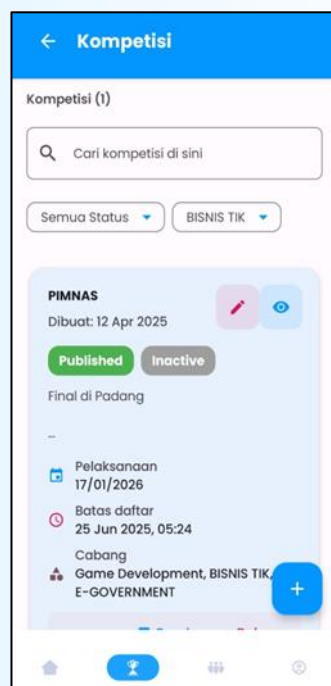 Kompetisi
Kompetisi (1)
Cari kompetisi di sini
Semua Status
BISNIS TIK
PIMNAS
Dibuat: 12 Apr 2025
Published
Inactive
Final di Padang
_
Pelaksanaan
17/01/2026
Batas daftar
25 Jun 2025, 05:24
Cabang
Game Development, BISNIS TIK,
E-GOVERNMENT